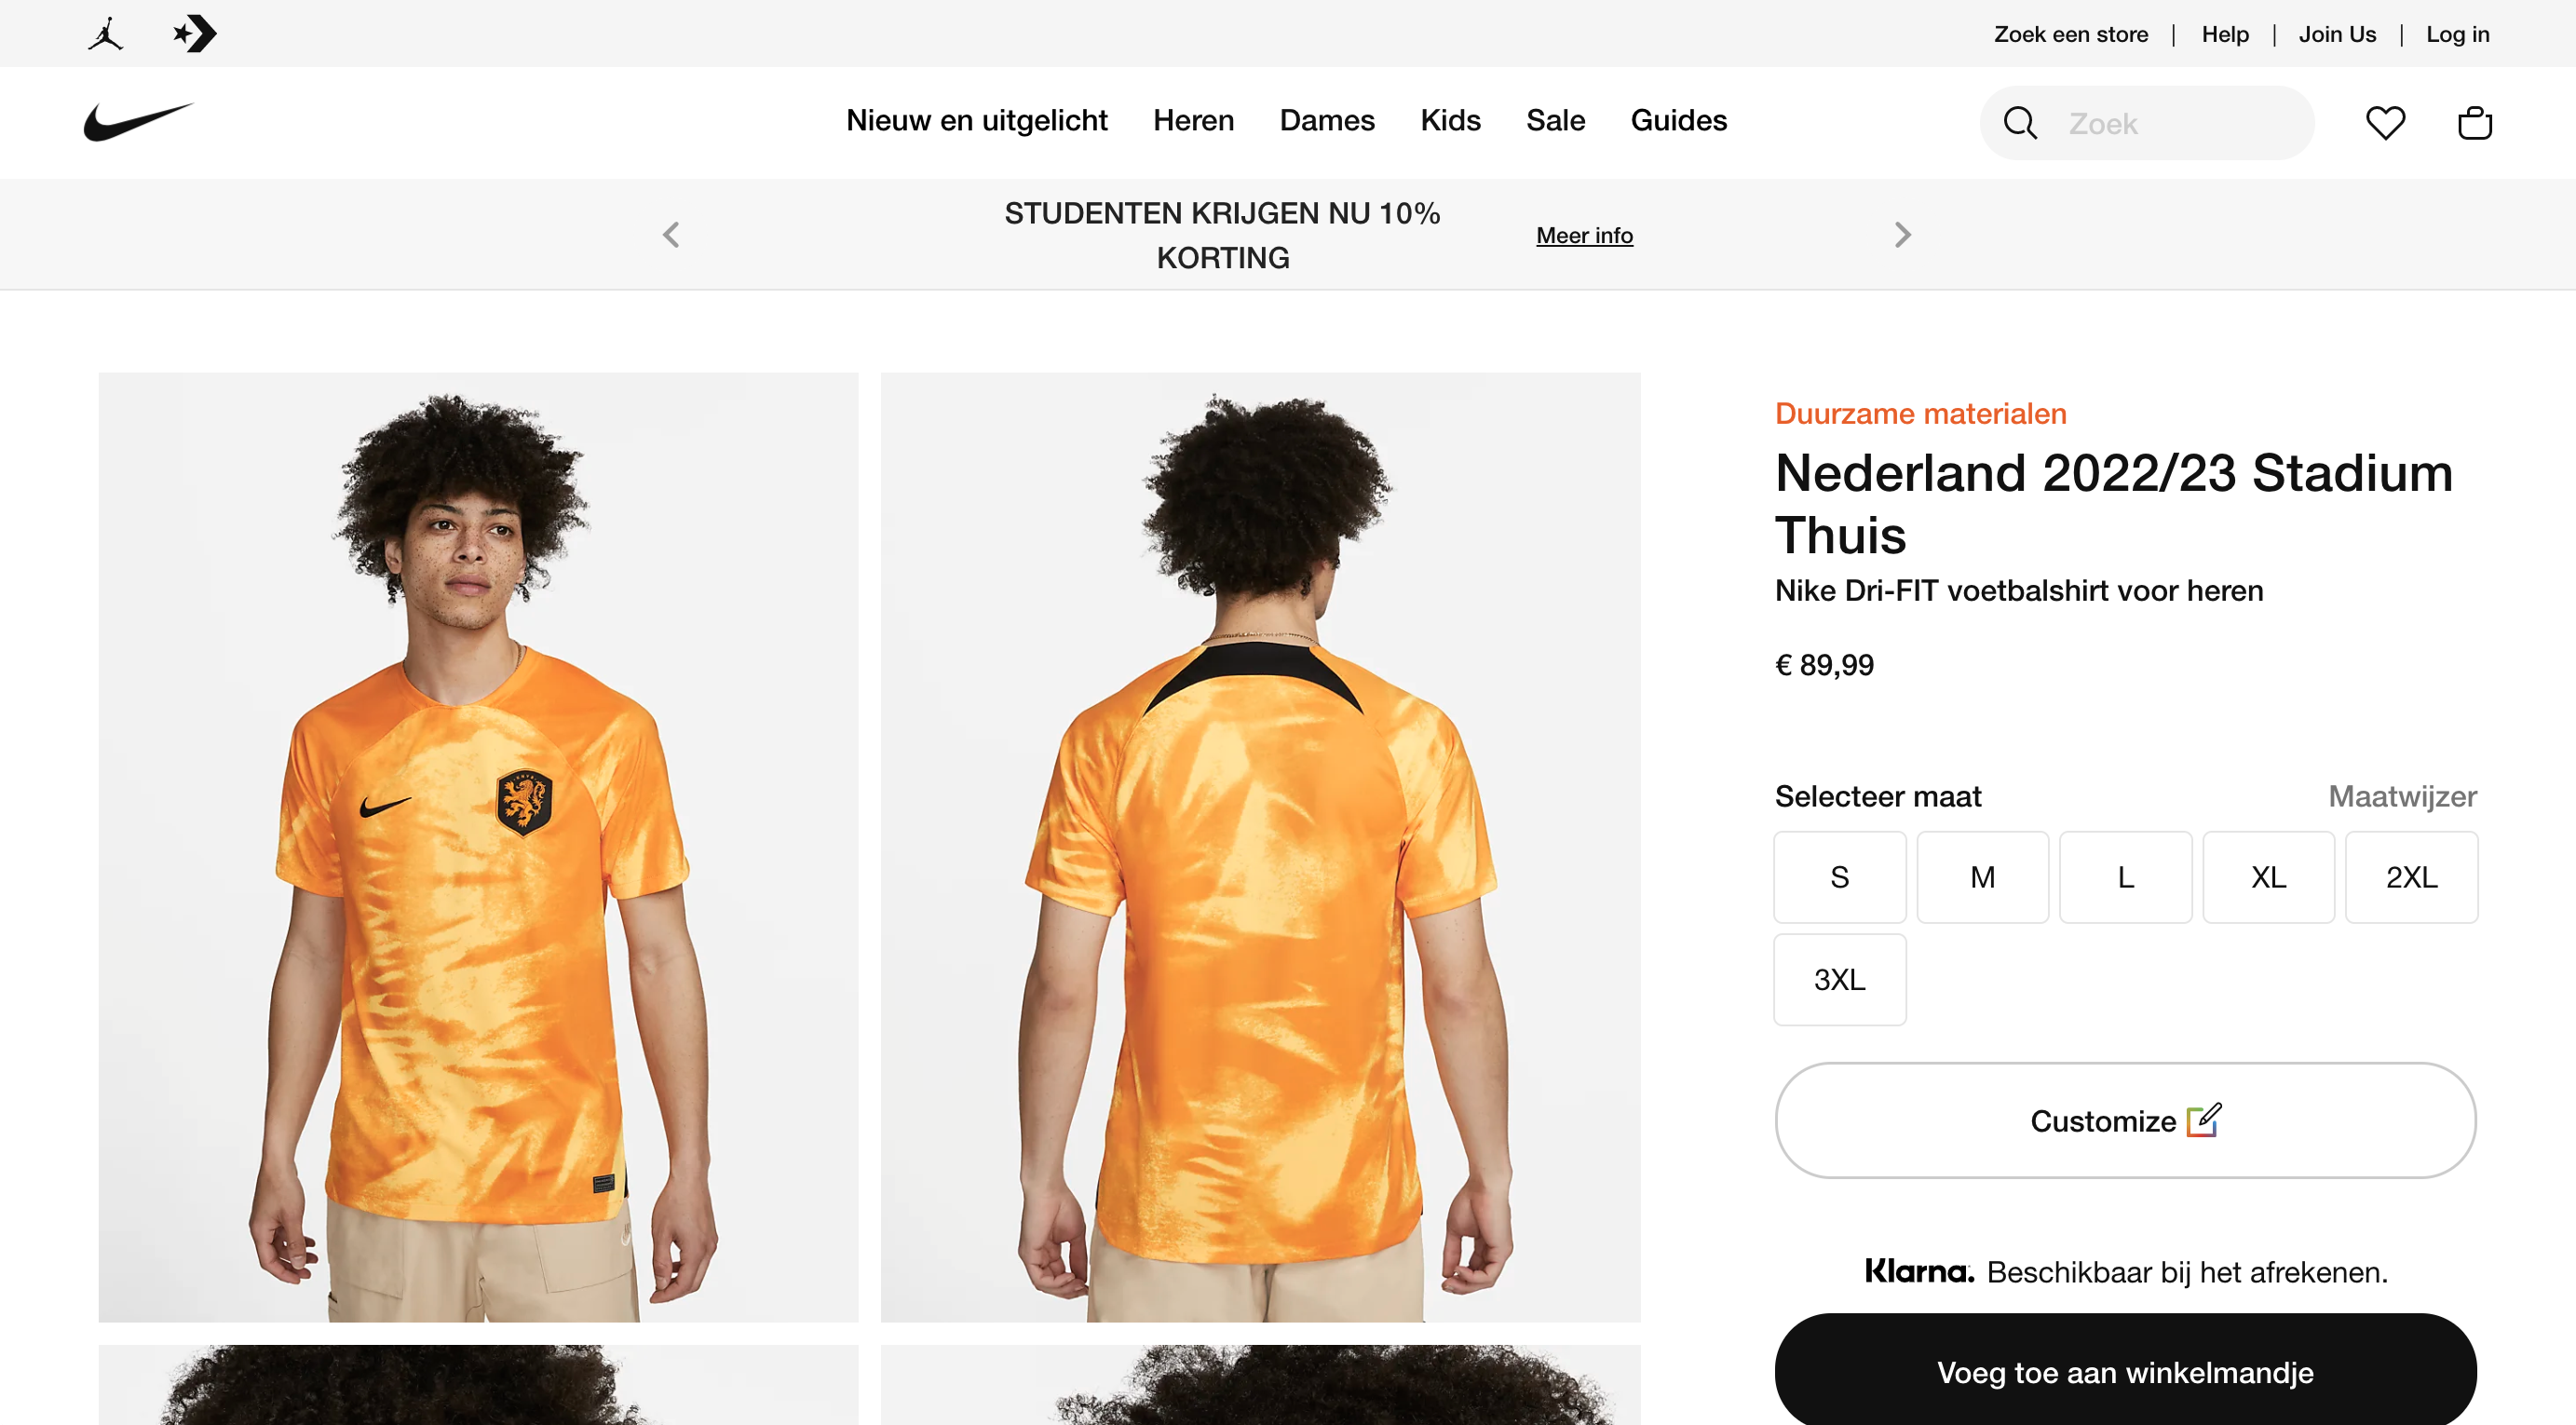 Zoek een store | Help | Join Us | Log in
Nieuw en uitgelicht Heren Dames Kids Sale Guides
Zoek
STUDENTEN KRIJGEN NU 10%
KORTING
Meer info
Duurzame materialen
Nederland 2022/23 Stadium
Thuis
Nike Dri-FIT voetbalshirt voor heren
€ 89,99
Selecteer maat Maatwijzer
S M L XL 2XL
3XL
Customize
Klarna. Beschikbaar bij het afrekenen.
Voeg toe aan winkelmandje